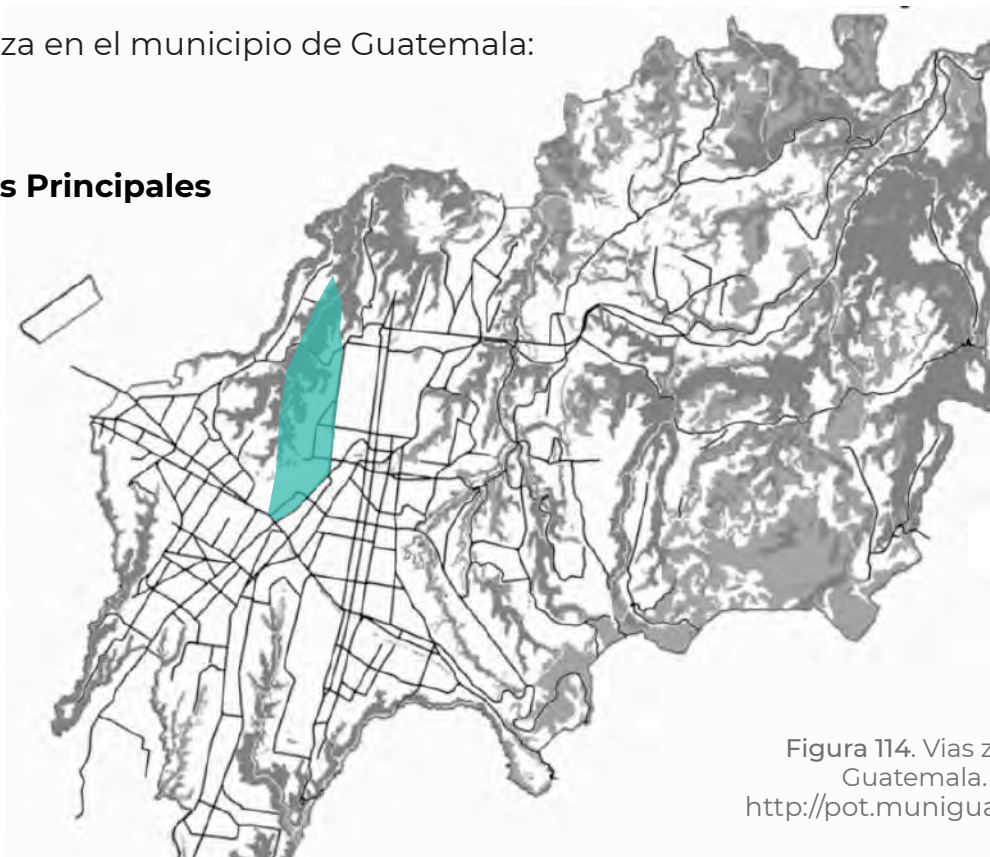 za en el municipio de Guatemala:
s Principales
Figura 114. Vias z
Guatemala.
http://pot.munigua